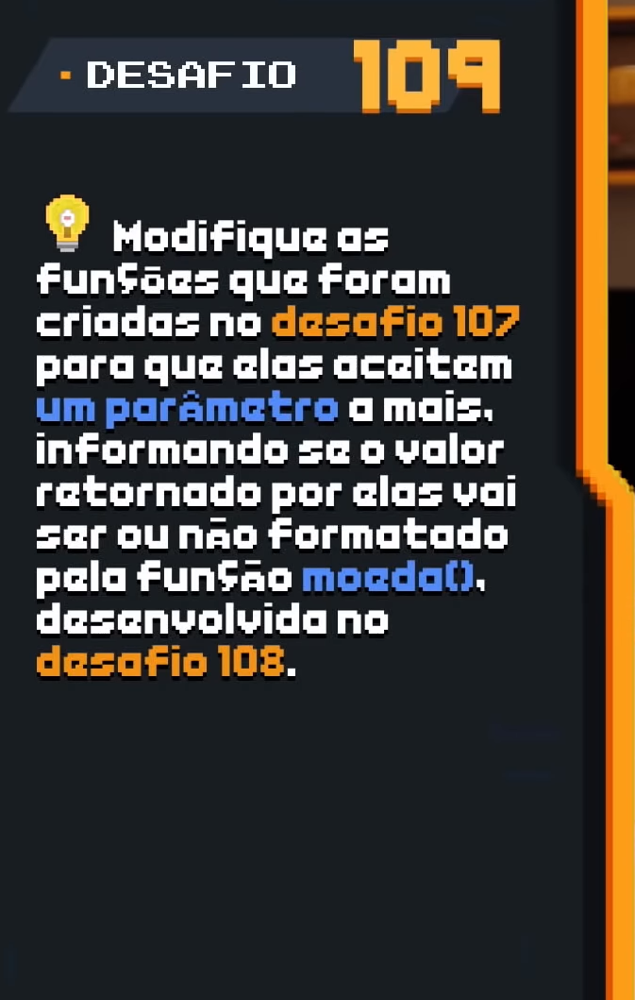 DESAFIO 109
Modifique as
funções que foram
criadas no desafio 107
para que elas aceitem
um parâmetro a mais,
informando se o valor
retornado por elas vai
ser ou não formatado
pela função moeda(),
desenvolvida no
desafio 108.